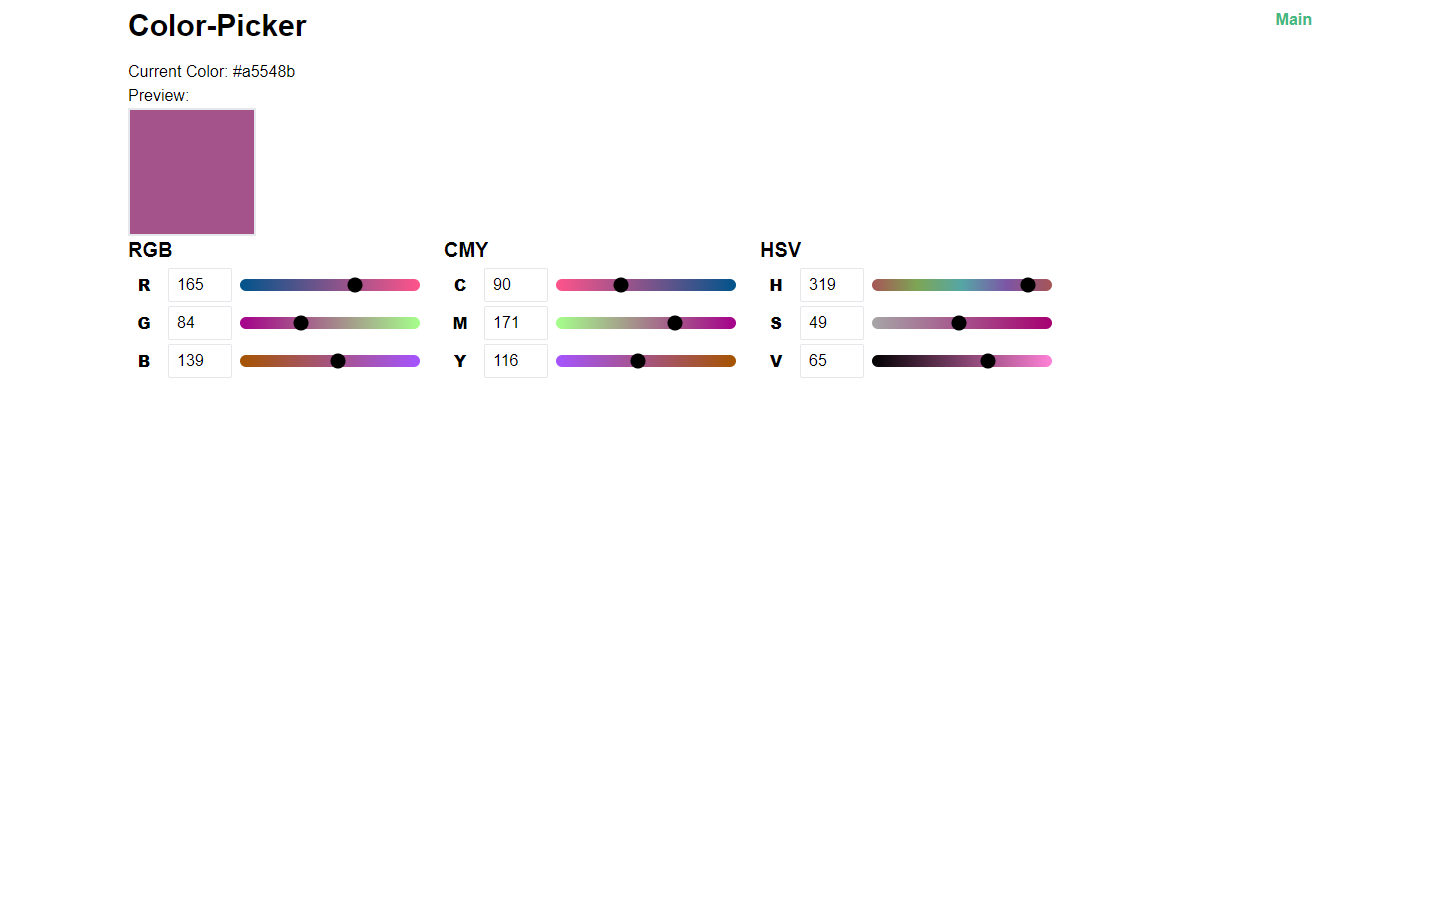 Color-Picker
Main
Current Color: #a5548b
Preview:
RGB
R 165
G 84
B 139
CMY
C 90
M 171
Y 116
HSV
H 319
S 49
V 65